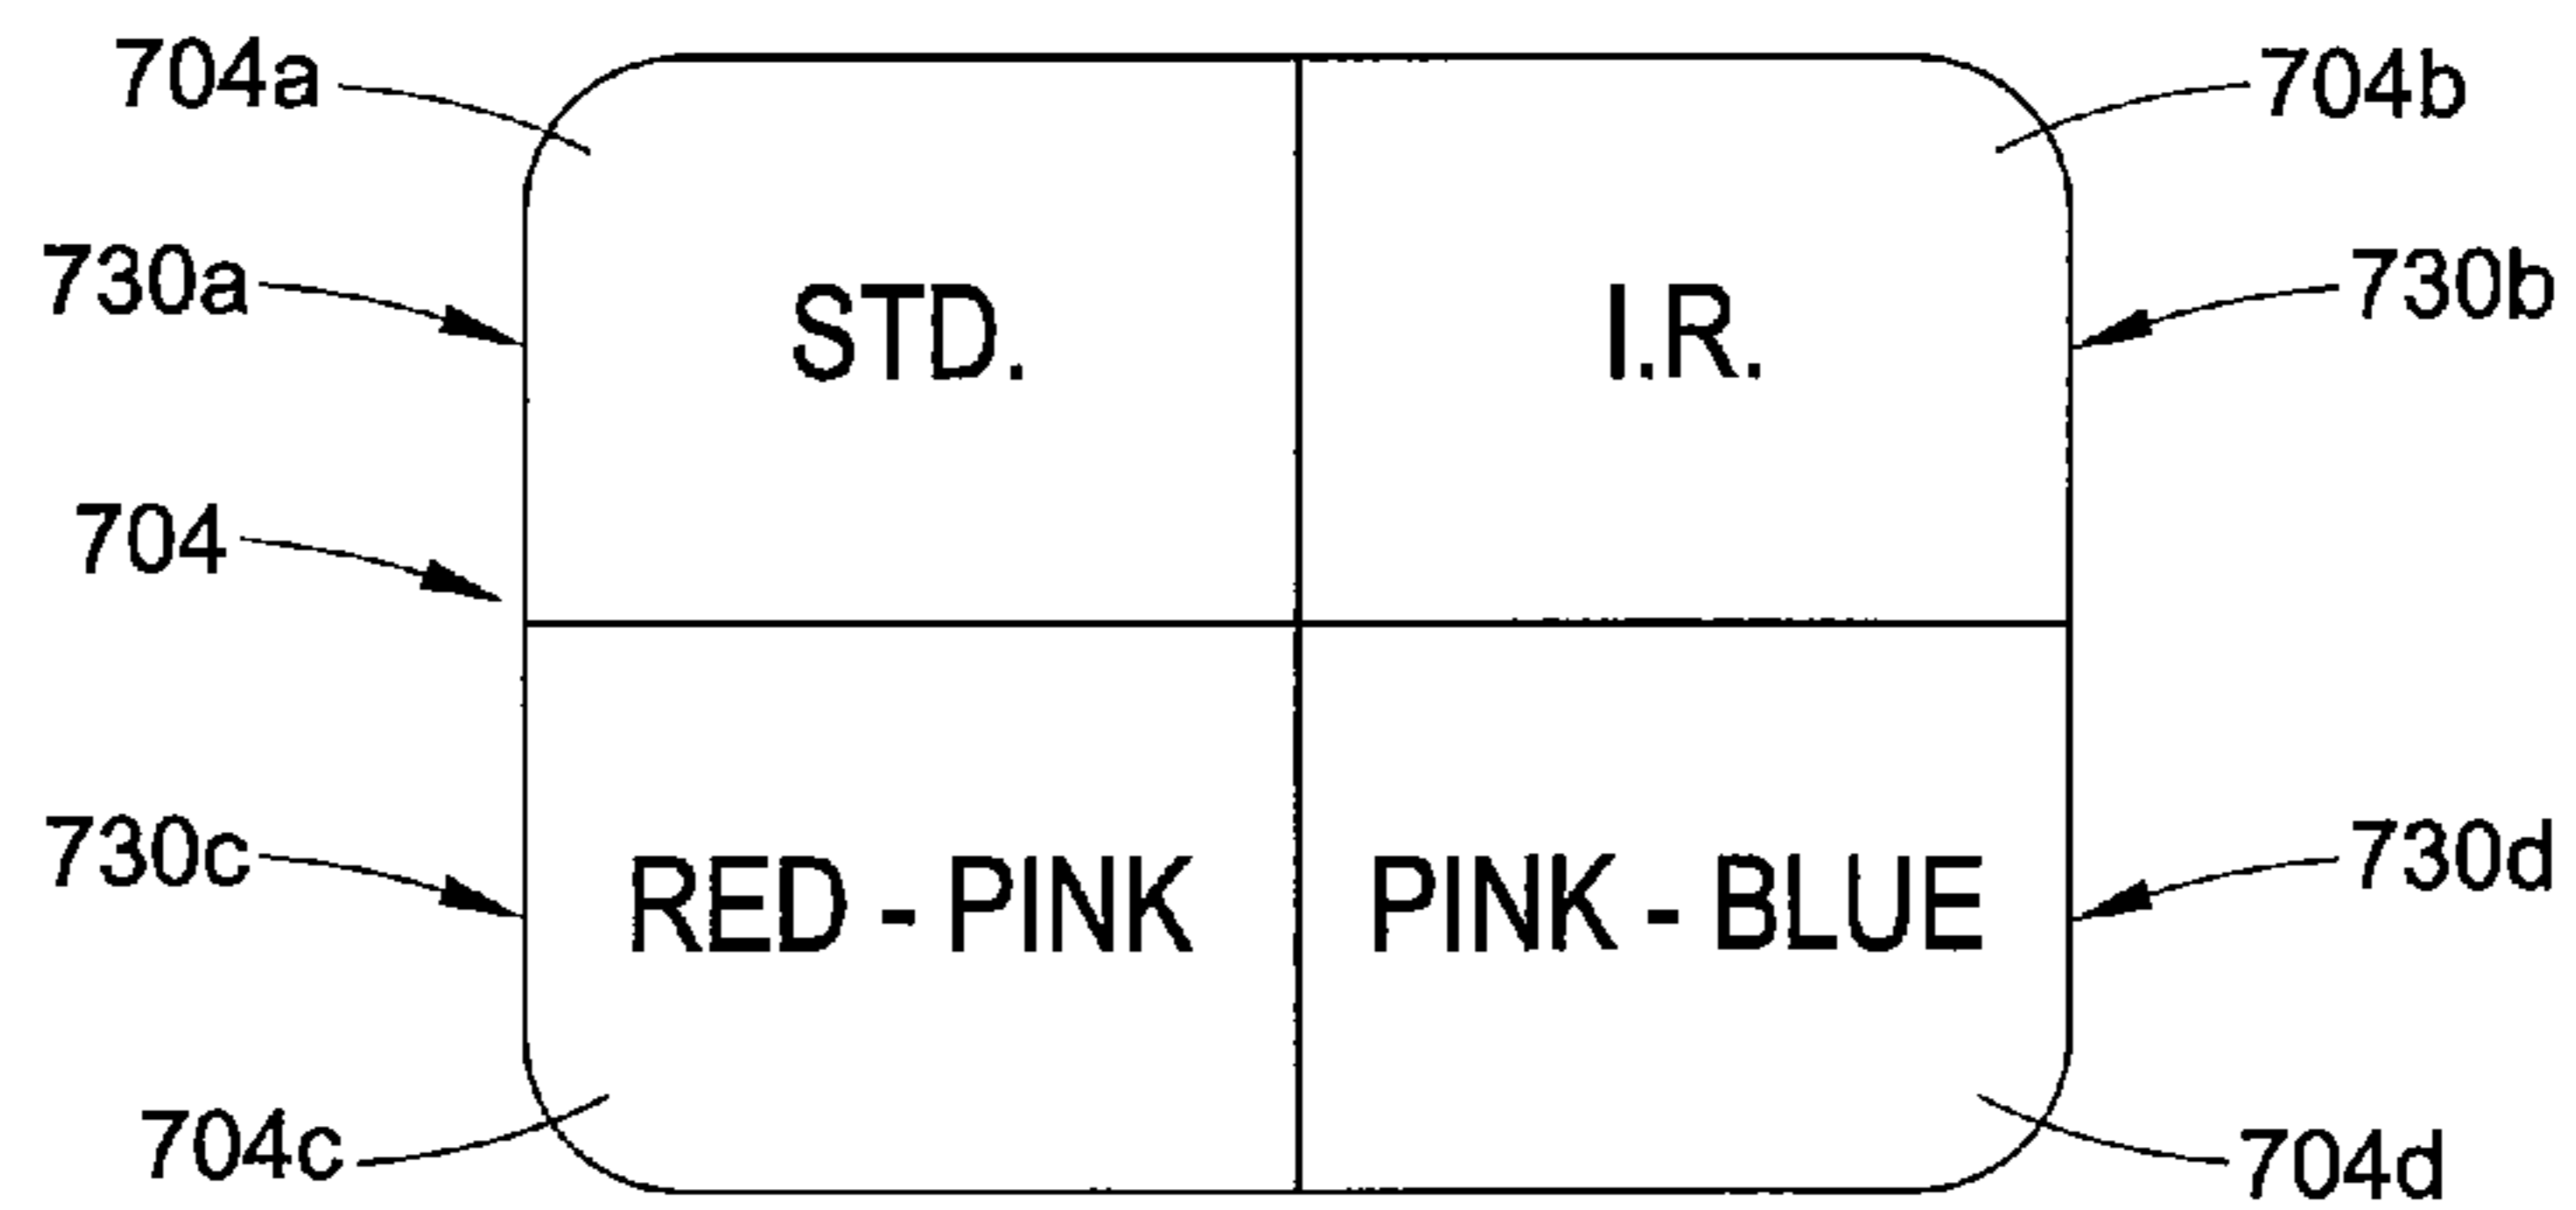 704a
704b
730a
STD.
I.R.
730b
704
730c
RED - PINK
PINK - BLUE
730d
704c
704d